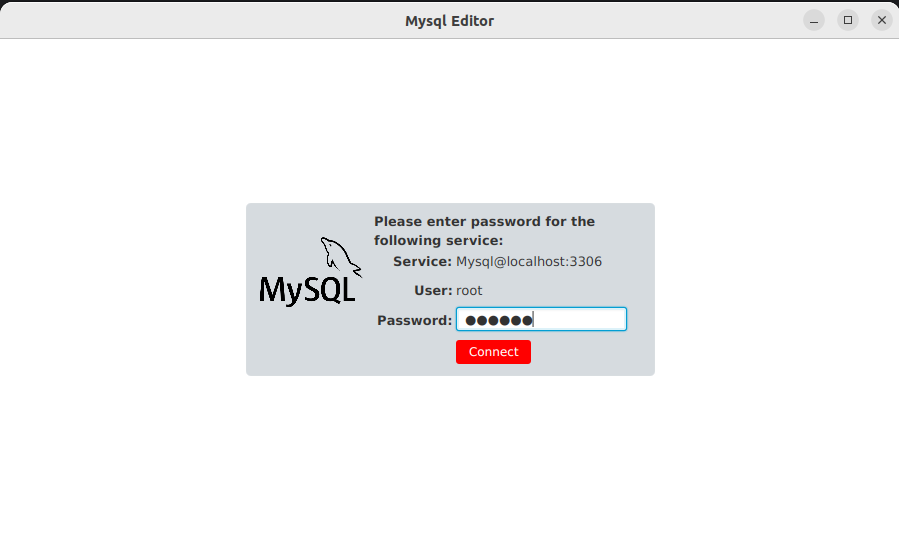 Mysql Editor
Please enter password for the
following service:
Service: Mysql@localhost:3306
MySQL
User: root
Password: ●●●●●●
Connect